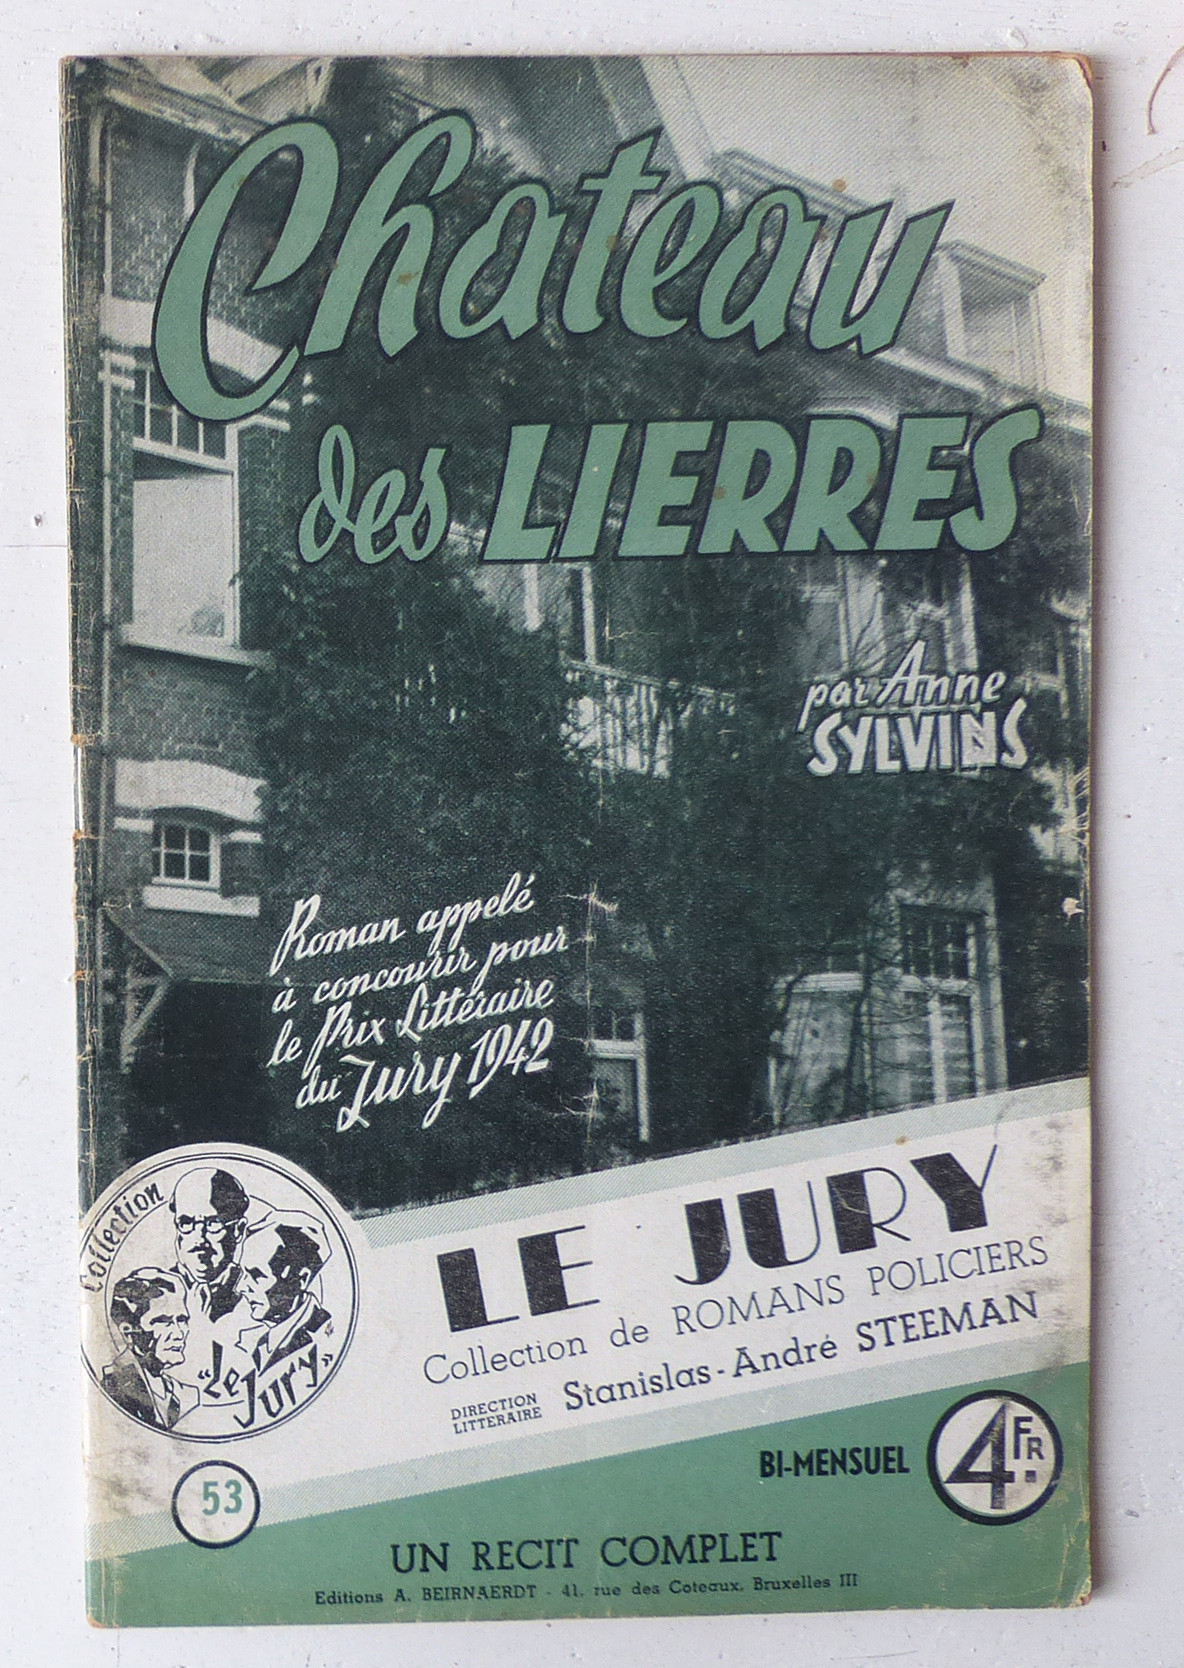 Chateau
des LIERRES
par Anne
SYLVINS
Roman appelé
à concourir pour
le Prix Littéraire
du Jury 1942
Collection
"Le
Jury"
LE JURY
Collection de ROMANS POLICIERS
DIRECTION
LITTERAIRE
Stanislas-André STEEMAN
BI-MENSUEL
4 FR.
53
UN RECIT COMPLET
Editions A. BEIRNAERDT - 41, rue des Coteaux, Bruxelles III